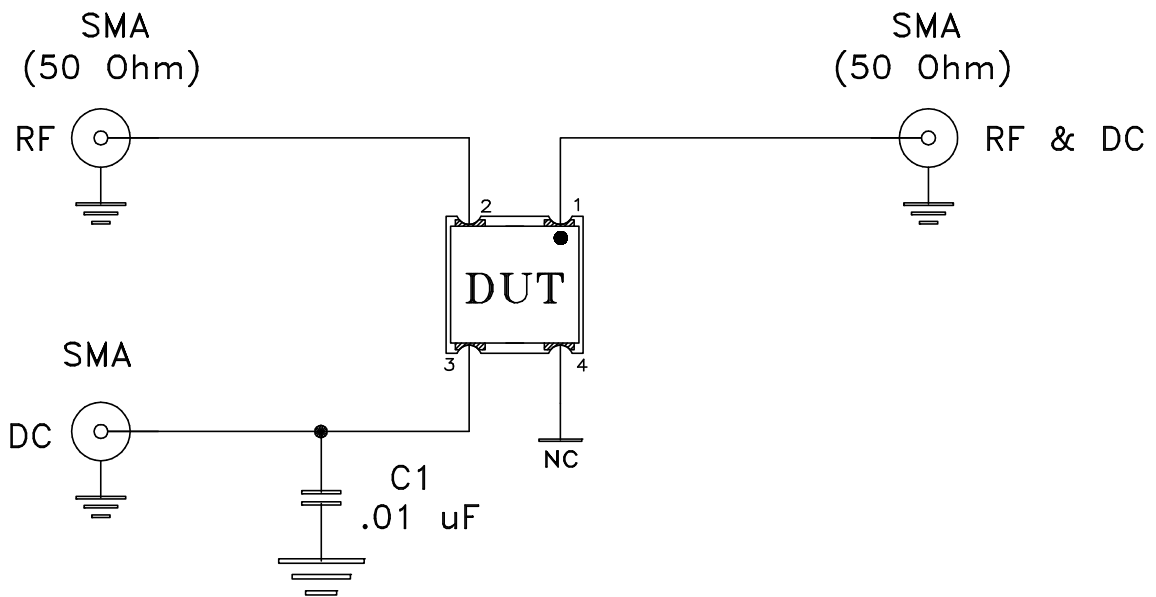 SMA
(50 Ohm)
RF
SMA
(50 Ohm)
RF & DC
2
1
DUT
3
4
SMA
DC
NC
C1
.01 uF